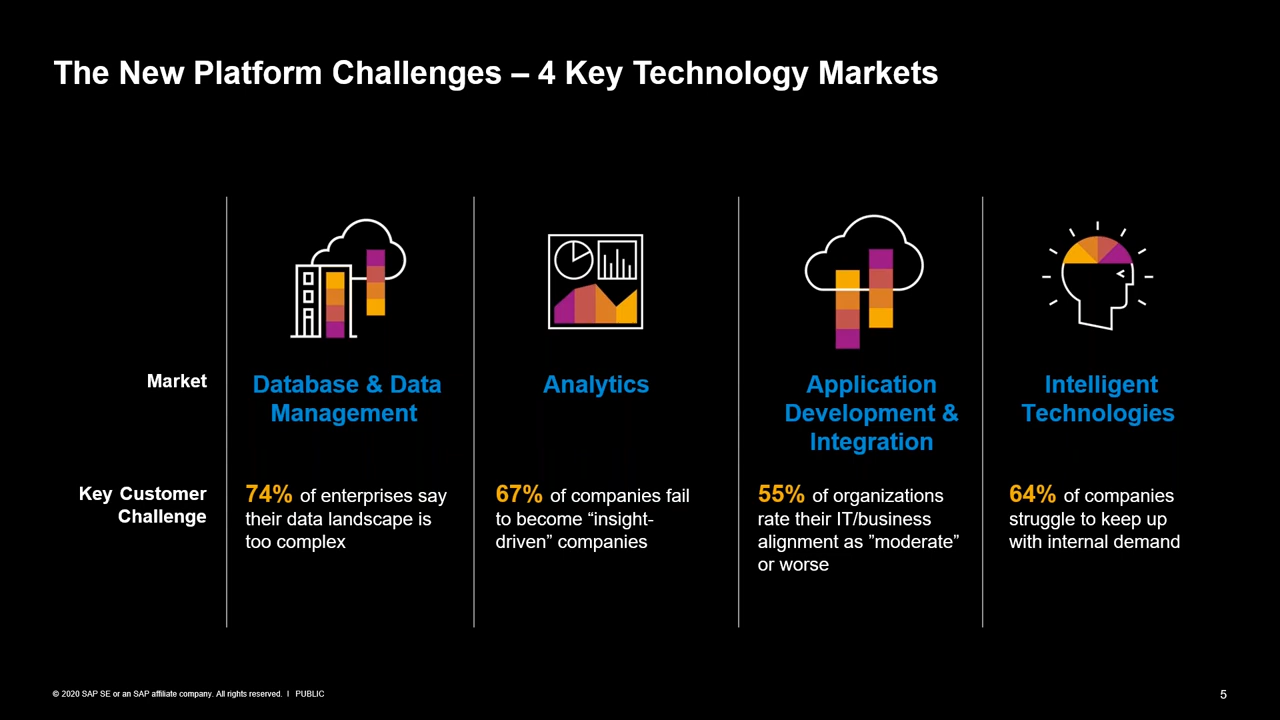 The New Platform Challenges – 4 Key Technology Markets
Market
Database & Data
Management
Analytics
Application
Development &
Integration
Intelligent
Technologies
Key Customer
Challenge
74% of enterprises say
their data landscape is
too complex
67% of companies fail
to become “insight-
driven” companies
55% of organizations
rate their IT/business
alignment as ”moderate”
or worse
64% of companies
struggle to keep up
with internal demand
© 2020 SAP SE or an SAP affiliate company. All rights reserved. I PUBLIC
5